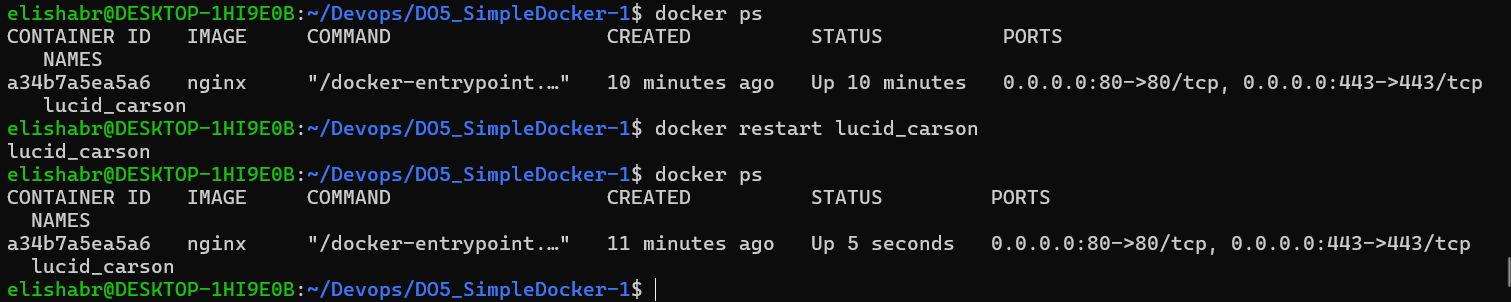 elishabr@DESKTOP-1HI9E0B:~/Devops/DO5_SimpleDocker-1$ docker ps
CONTAINER ID   IMAGE     COMMAND                  CREATED          STATUS          PORTS
   NAMES
a34b7a5ea5a6   nginx     "/docker-entrypoint.…"   10 minutes ago   Up 10 minutes   0.0.0.0:80->80/tcp, 0.0.0.0:443->443/tcp
   lucid_carson
elishabr@DESKTOP-1HI9E0B:~/Devops/DO5_SimpleDocker-1$ docker restart lucid_carson
lucid_carson
elishabr@DESKTOP-1HI9E0B:~/Devops/DO5_SimpleDocker-1$ docker ps
CONTAINER ID   IMAGE     COMMAND                  CREATED          STATUS         PORTS
  NAMES
a34b7a5ea5a6   nginx     "/docker-entrypoint.…"   11 minutes ago   Up 5 seconds   0.0.0.0:80->80/tcp, 0.0.0.0:443->443/tcp
  lucid_carson
elishabr@DESKTOP-1HI9E0B:~/Devops/DO5_SimpleDocker-1$